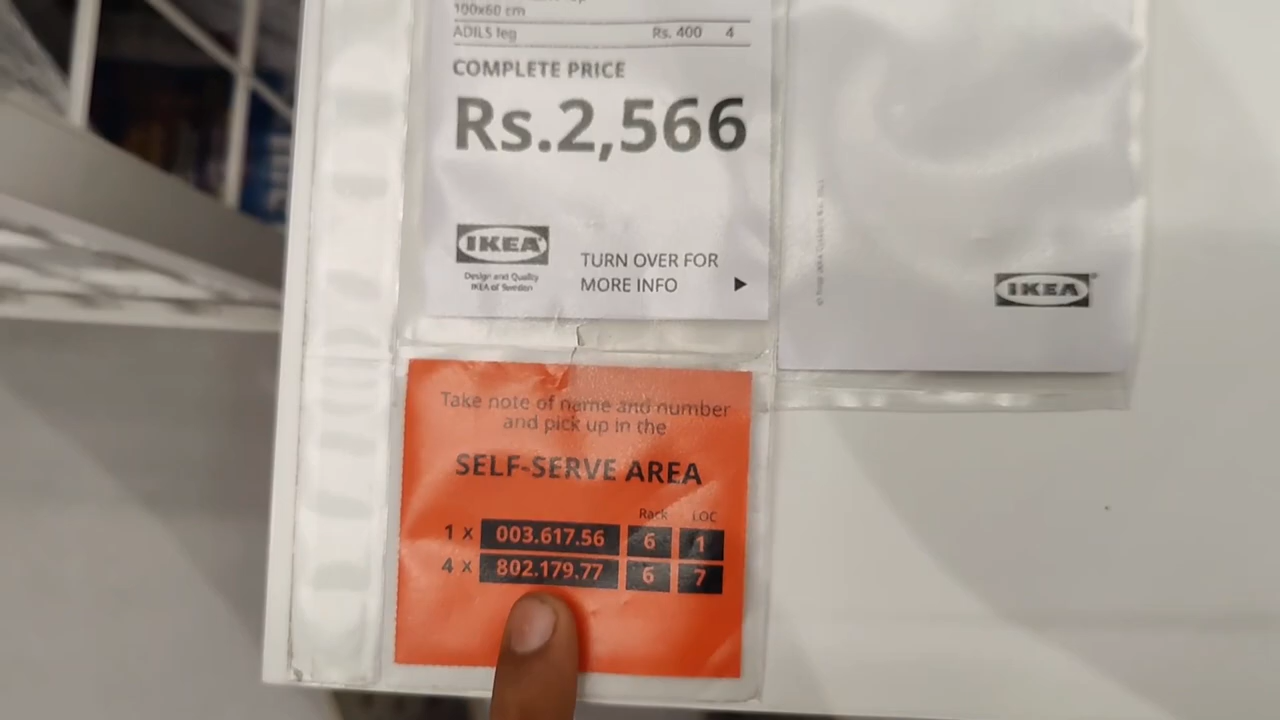 100x60 cm
ADILS leg Rs. 400 4
COMPLETE PRICE
Rs.2,566
IKEA
Design and Quality
IKEA of Sweden
TURN OVER FOR
MORE INFO
IKEA
Take note of name and number
and pick up in the
SELF-SERVE AREA
Rack LOC
1 x 003.617.56 6 1
4 x 802.179.77 6 7